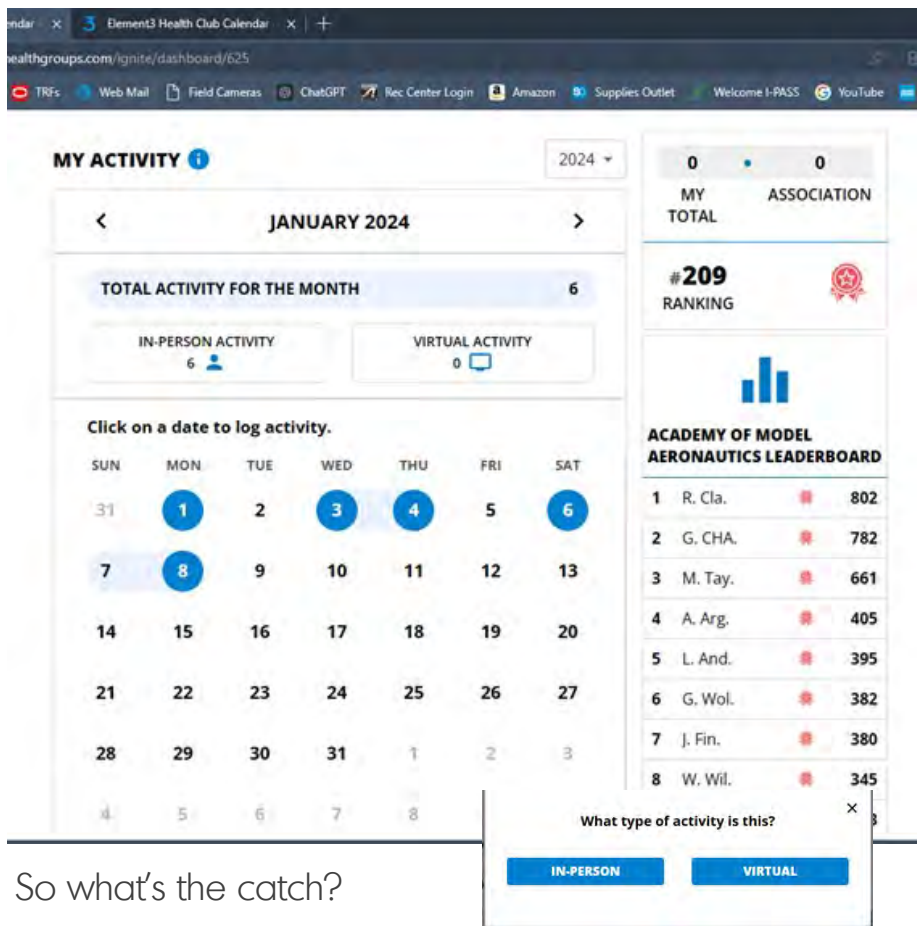 endar × 3 Element3 Health Club Calendar × +
healthgroups.com/ignite/dashboard/625
TRFs Web Mail Field Cameras ChatGPT Rec Center Login Amazon Supplies Outlet Welcome I-PASS YouTube
MY ACTIVITY i 2024
< JANUARY 2024 >
TOTAL ACTIVITY FOR THE MONTH 6
IN-PERSON ACTIVITY
6
VIRTUAL ACTIVITY
0
Click on a date to log activity.
SUN MON TUE WED THU FRI SAT
31 1 2 3 4 5 6
7 8 9 10 11 12 13
14 15 16 17 18 19 20
21 22 23 24 25 26 27
28 29 30 31 1 2 3
4 5 6 7 8
0 • 0
MY
TOTAL
ASSOCIATION
#209
RANKING
ACADEMY OF MODEL
AERONAUTICS LEADERBOARD
1 R. Cla. 802
2 G. CHA. 782
3 M. Tay. 661
4 A. Arg. 405
5 L. And. 395
6 G. Wol. 382
7 J. Fin. 380
8 W. Wil. 345
What type of activity is this? ×
IN-PERSON VIRTUAL
So what's the catch?